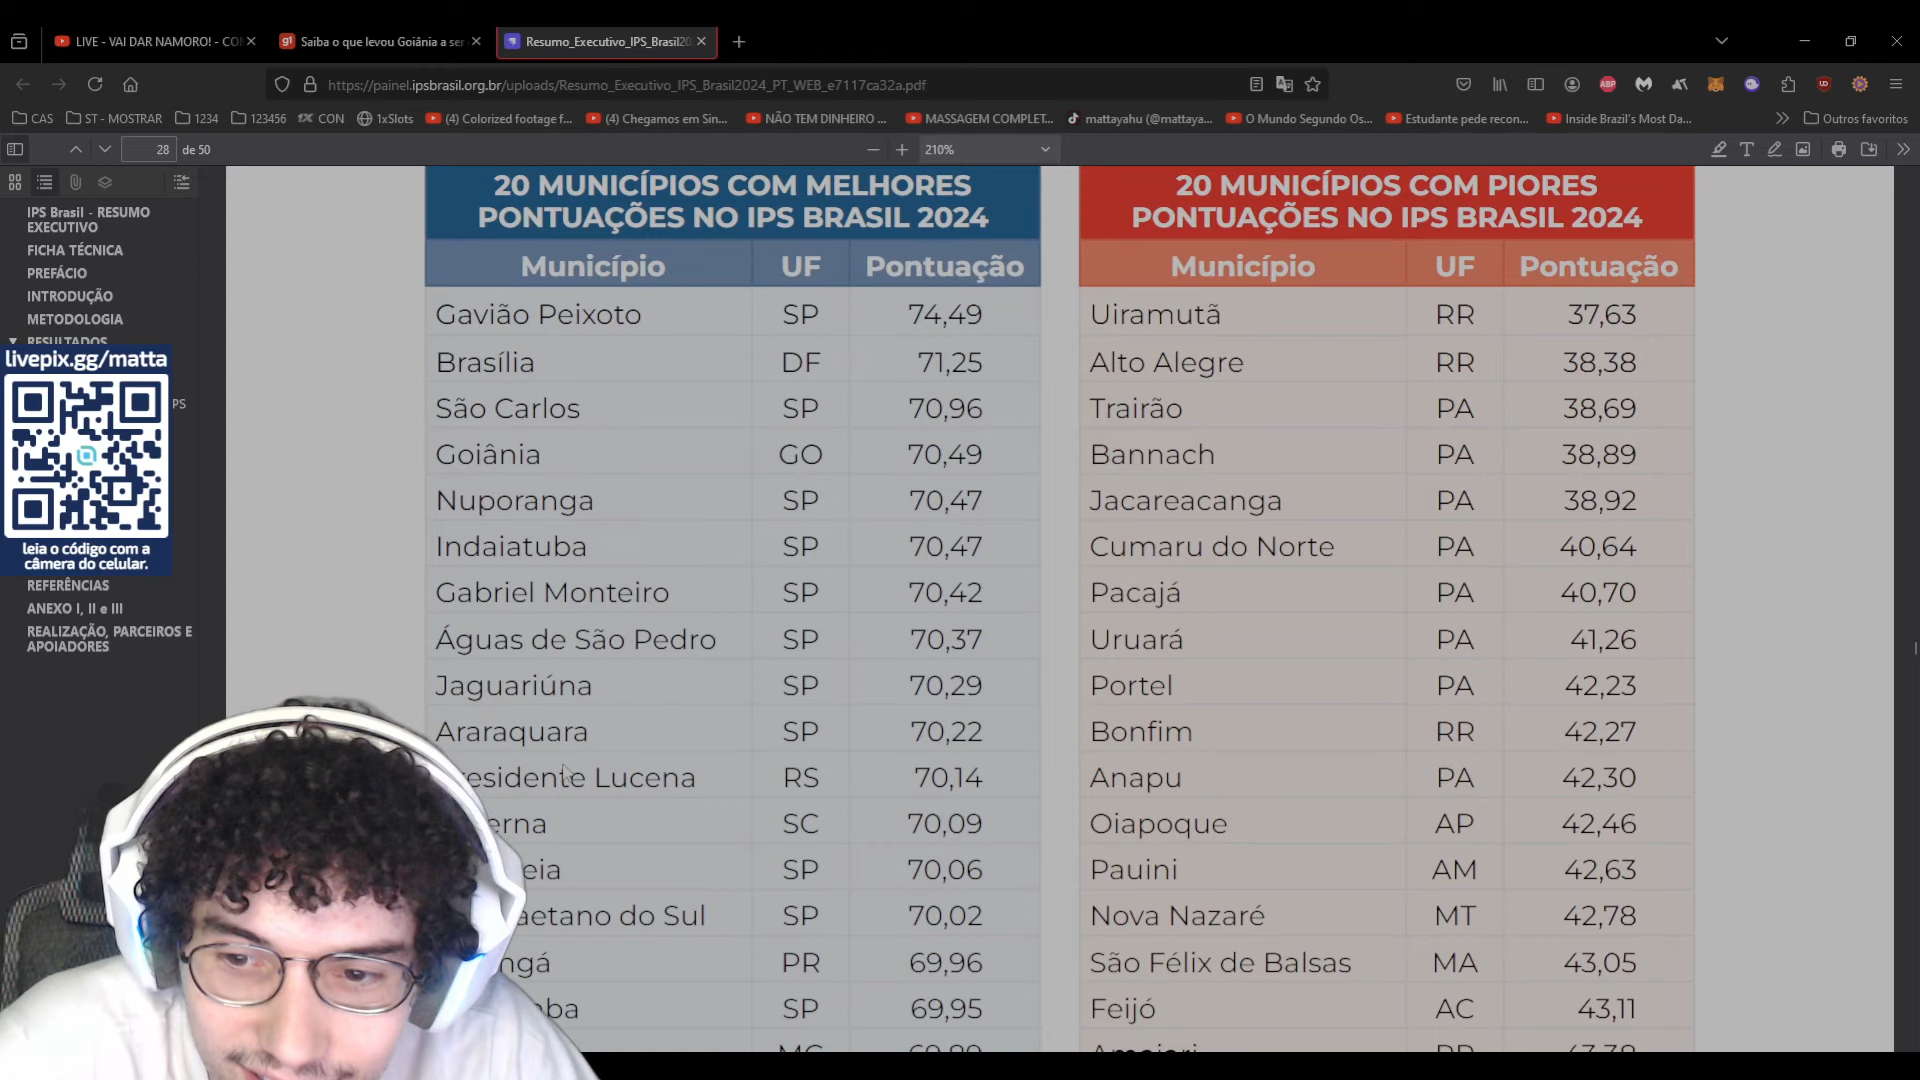 LIVE - VAI DAR NAMORO! - CO
Saiba o que levou Goiânia a ser
Resumo_Executivo_IPS_Brasil20
https://painel.ipsbrasil.org.br/uploads/Resumo_Executivo_IPS_Brasil2024_PT_WEB_e7117ca32a.pdf
CAS
ST - MOSTRAR
1234
123456
CON
1xSlots
(4) Colorized footage f...
(4) Chegamos em Sin...
NÃO TEM DINHEIRO ...
MASSAGEM COMPLET...
mattayahu (@mattaya...
O Mundo Segundo Os...
Estudante pede recon...
Inside Brazil's Most Da...
Outros favoritos
28 de 50
210%
IPS Brasil - RESUMO
EXECUTIVO
FICHA TÉCNICA
PREFÁCIO
INTRODUÇÃO
METODOLOGIA
RESULTADOS
livepix.gg/matta
PS
leia o código com a
câmera do celular.
REFERÊNCIAS
ANEXO I, II e III
REALIZAÇÃO, PARCEIROS E
APOIADORES
20 MUNICÍPIOS COM MELHORES
PONTUAÇÕES NO IPS BRASIL 2024
Município UF Pontuação
Gavião Peixoto SP 74,49
Brasília DF 71,25
São Carlos SP 70,96
Goiânia GO 70,49
Nuporanga SP 70,47
Indaiatuba SP 70,47
Gabriel Monteiro SP 70,42
Águas de São Pedro SP 70,37
Jaguariúna SP 70,29
Araraquara SP 70,22
residente Lucena RS 70,14
erna SC 70,09
eia SP 70,06
aetano do Sul SP 70,02
ngá PR 69,96
ba SP 69,95
MG 69,89
20 MUNICÍPIOS COM PIORES
PONTUAÇÕES NO IPS BRASIL 2024
Município UF Pontuação
Uiramutã RR 37,63
Alto Alegre RR 38,38
Trairão PA 38,69
Bannach PA 38,89
Jacareacanga PA 38,92
Cumaru do Norte PA 40,64
Pacajá PA 40,70
Uruará PA 41,26
Portel PA 42,23
Bonfim RR 42,27
Anapu PA 42,30
Oiapoque AP 42,46
Pauini AM 42,63
Nova Nazaré MT 42,78
São Félix de Balsas MA 43,05
Feijó AC 43,11
Amajari RR 43,38